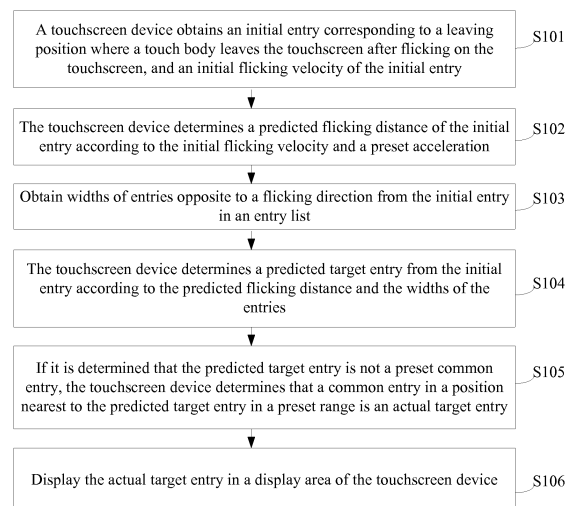 A touchscreen device obtains an initial entry corresponding to a leaving
position where a touch body leaves the touchscreen after flicking on the
touchscreen, and an initial flicking velocity of the initial entry
S101
The touchscreen device determines a predicted flicking distance of the initial
entry according to the initial flicking velocity and a preset acceleration
S102
Obtain widths of entries opposite to a flicking direction from the initial entry
in an entry list
S103
The touchscreen device determines a predicted target entry from the initial
entry according to the predicted flicking distance and the widths of the
entries
S104
If it is determined that the predicted target entry is not a preset common
entry, the touchscreen device determines that a common entry in a position
nearest to the predicted target entry in a preset range is an actual target entry
S105
Display the actual target entry in a display area of the touchscreen device
S106